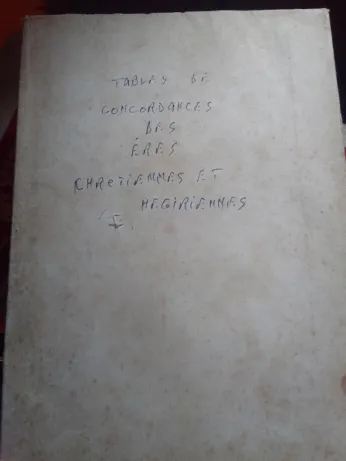 TABLES DE
CONCORDANCES
DES
ÈRES
CHRETIENNES ET
HEGIRIENNES
I.